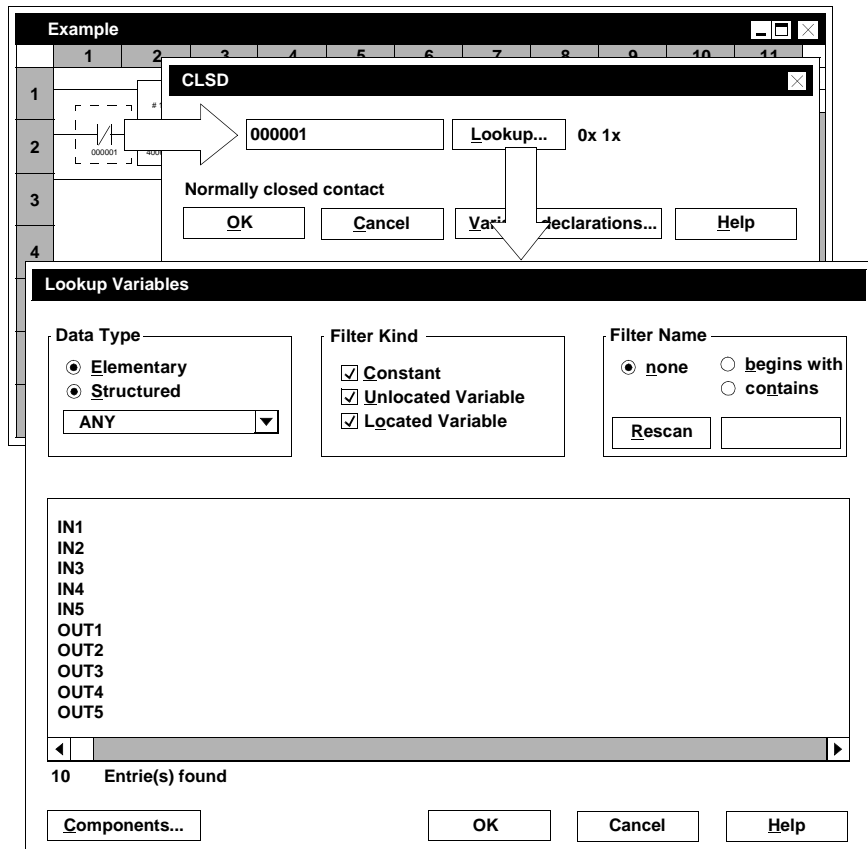 Example
1 2 3 4 5 6 7 8 9 10 11
CLSD
1
# 1
000001 Lookup... 0x 1x
2
000001
Normally closed contact
3
OK Cancel declarations... Help
4
Lookup Variables
Data Type Filter Kind Filter Name
Elementary Constant none begins with
Structured Unlocated Variable contains
ANY Located Variable
Rescan
IN1
IN2
IN3
IN4
IN5
OUT1
OUT2
OUT3
OUT4
OUT5
10 Entrie(s) found
Components... OK Cancel Help